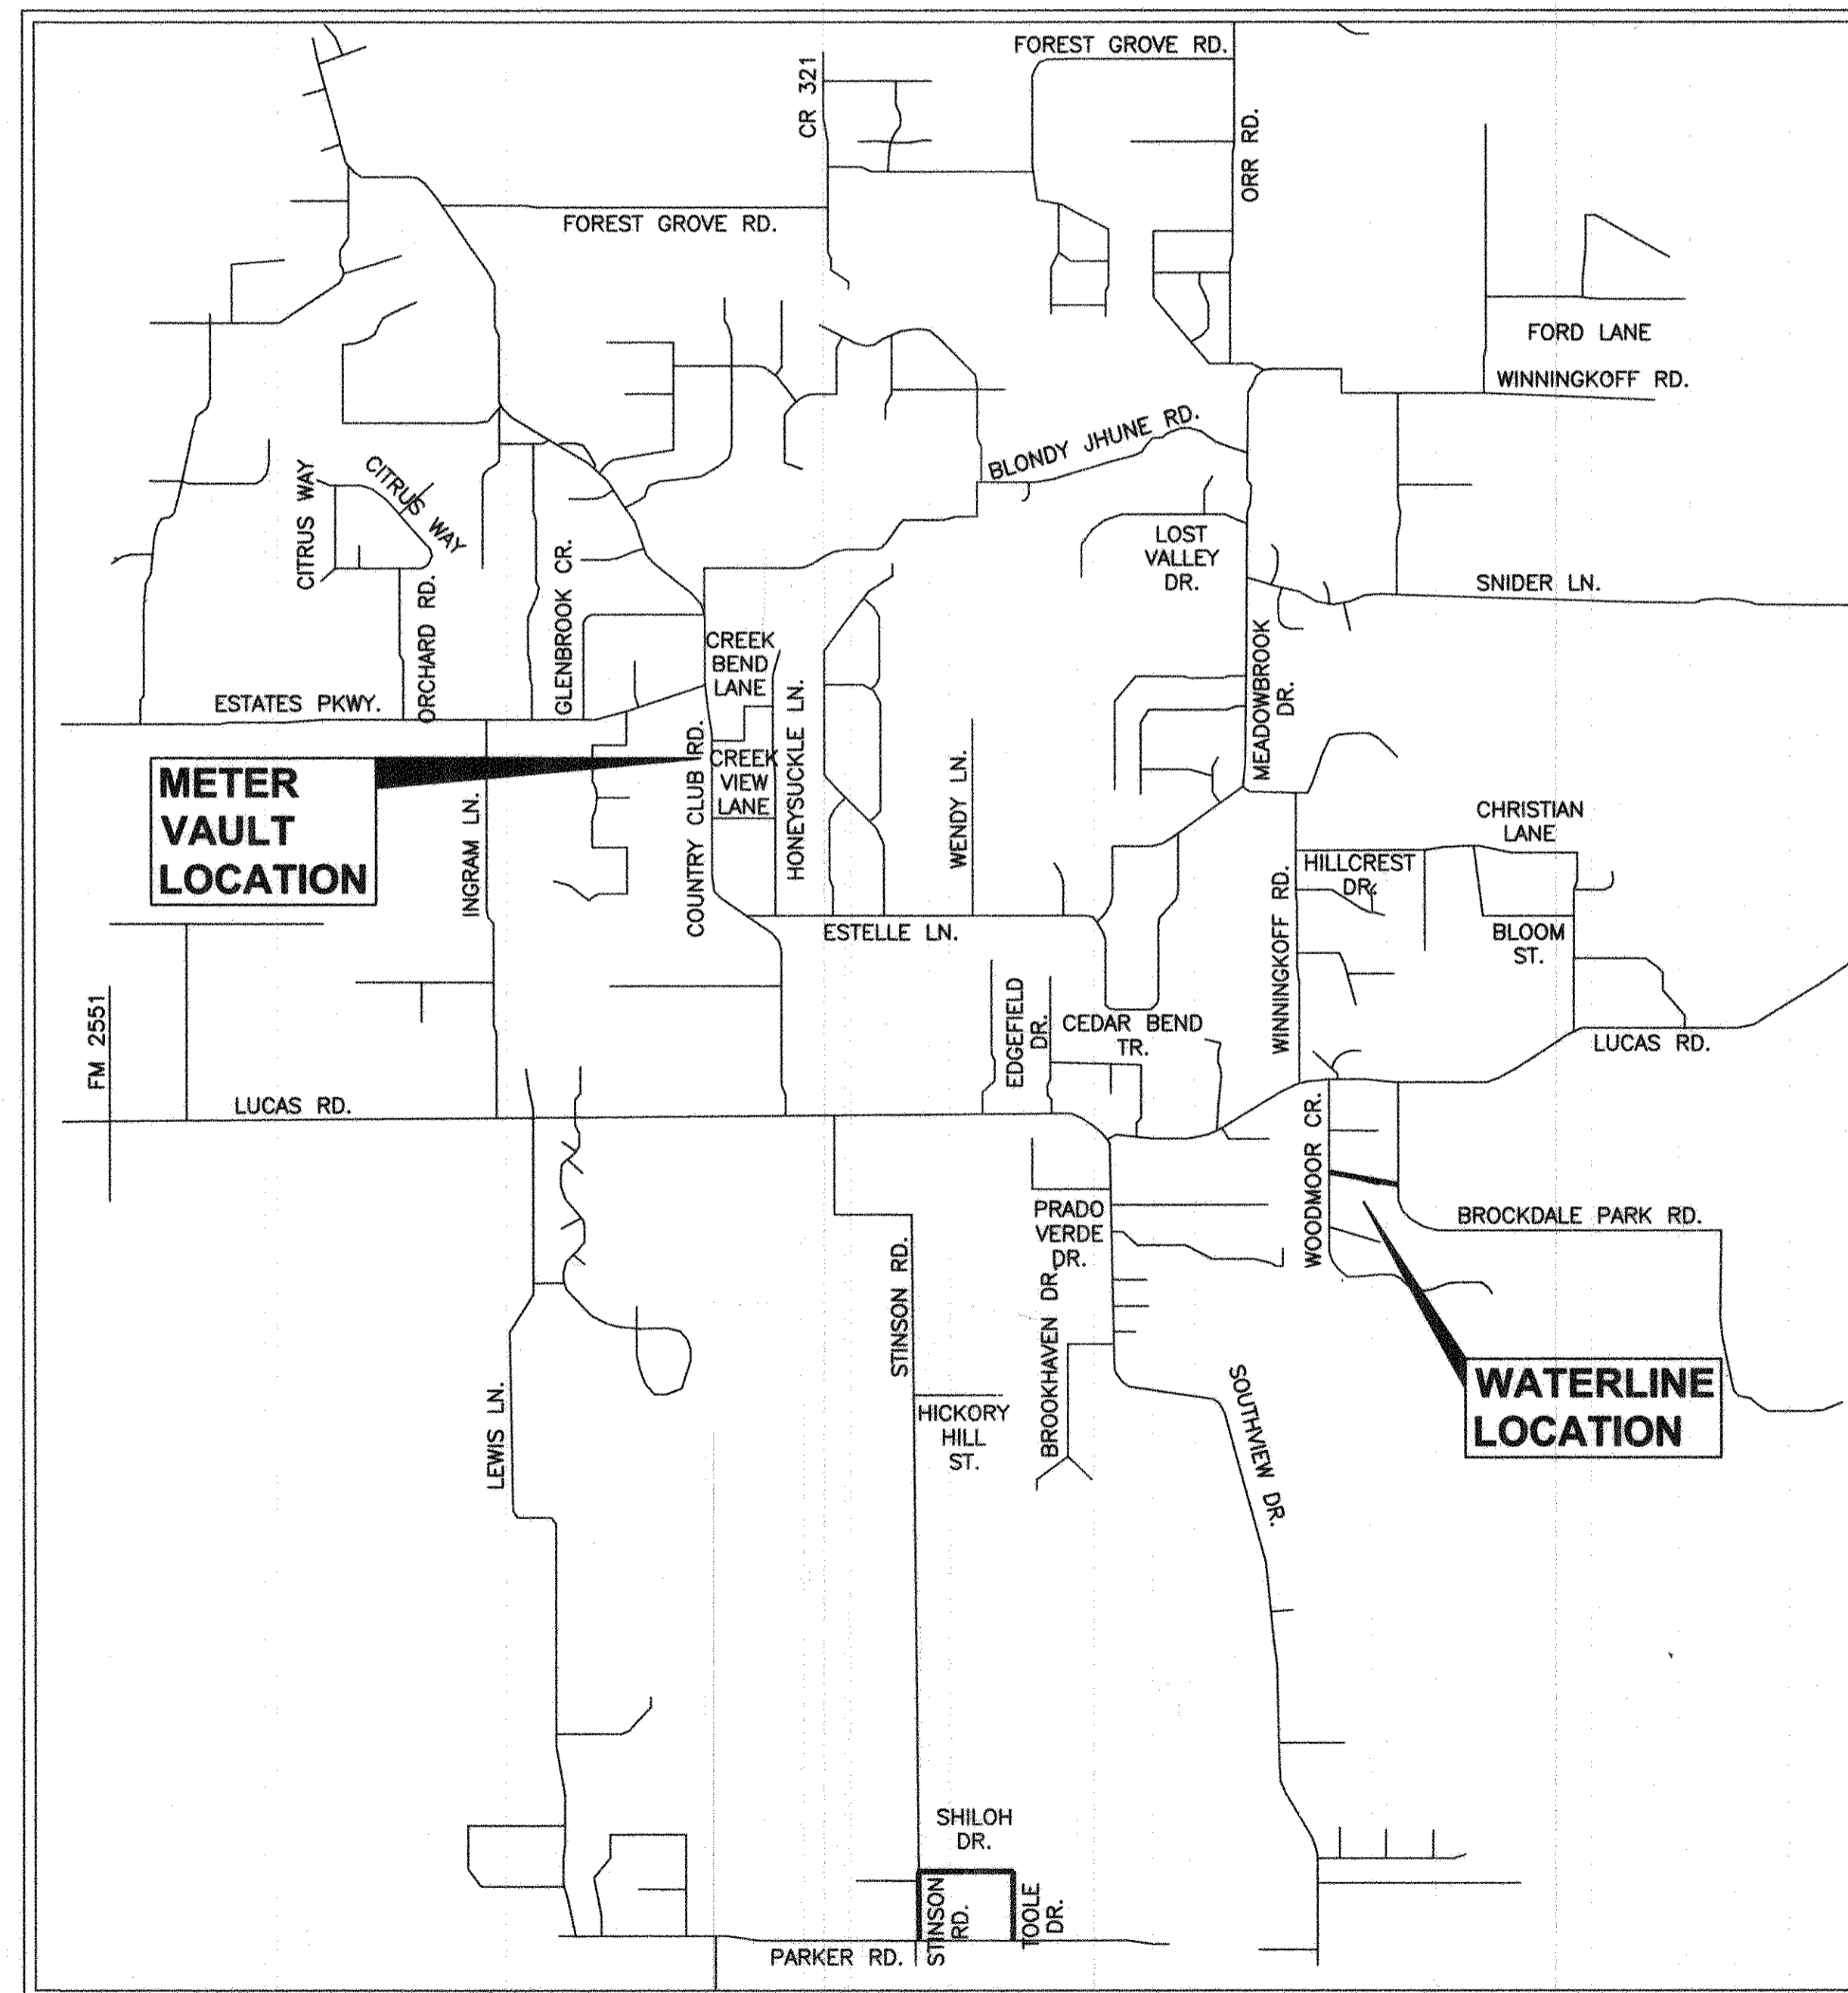 FOREST GROVE RD.
CR 321
ORR RD.
FOREST GROVE RD.
FORD LANE
WINNINGKOFF RD.
BLONDY JHUNE RD.
CITRUS WAY
CITRUS WAY
LOST
VALLEY
DR.
SNIDER LN.
ORCHARD RD.
GLENBROOK CR.
CREEK
BEND
LANE
MEADOWBROOK
DR.
ESTATES PKWY.
HONEYSUCKLE LN.
METER
VAULT
LOCATION
INGRAM LN.
COUNTRY CLUB RD.
CREEK
VIEW
LANE
WENDY LN.
CHRISTIAN
LANE
HILLCREST
DR.
WINNINGKOFF RD.
ESTELLE LN.
BLOOM
ST.
FM 2551
EDGEFIELD
DR.
CEDAR BEND
TR.
LUCAS RD.
LUCAS RD.
WOODMOOR CR.
PRADO
VERDE
DR.
BROCKDALE PARK RD.
STINSON RD.
BROOKHAVEN DR.
WATERLINE
LOCATION
LEWIS LN.
HICKORY
HILL
ST.
SOUTHVIEW DR.
SHILOH
DR.
STINSON
RD.
TOOLE
DR.
PARKER RD.